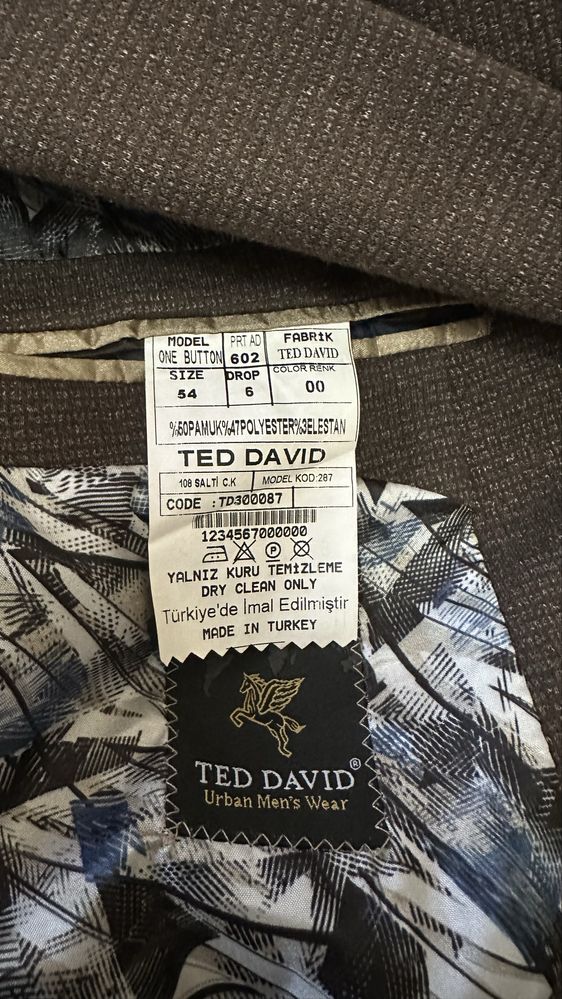 MODEL PRT AD FABRiK
ONE BUTTON 602 TED DAVID
SIZE DROP COLOR RENK
54 6 00
%50PAMUK%47POLYESTER%3ELESTAN
TED DAVID
108 SALTİ C.K MODEL KOD:287
CODE :TD300087
1234567000000
P
YALNIZ KURU TEMİZLEME
DRY CLEAN ONLY
Türkiye'de İmal Edilmiştir
MADE IN TURKEY
TED DAVID®
Urban Men's Wear